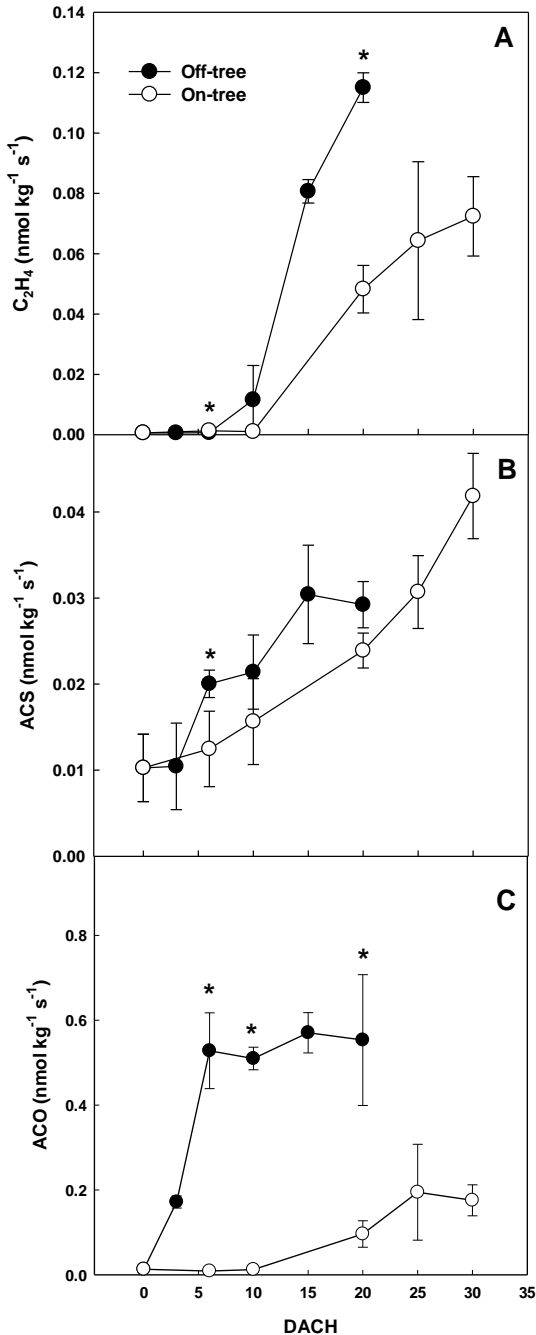 0.14
A
*
Off-tree
On-tree
0.12
0.10
0.08
0.06
0.04
0.02
*
0.00
C₂H₄ (nmol kg⁻¹ s⁻¹)
B
0.04
0.03
*
0.02
0.01
0.00
ACS (nmol kg⁻¹ s⁻¹)
C
0.8
*
*
*
0.6
0.4
0.2
0.0
ACO (nmol kg⁻¹ s⁻¹)
0 5 10 15 20 25 30 35
DACH